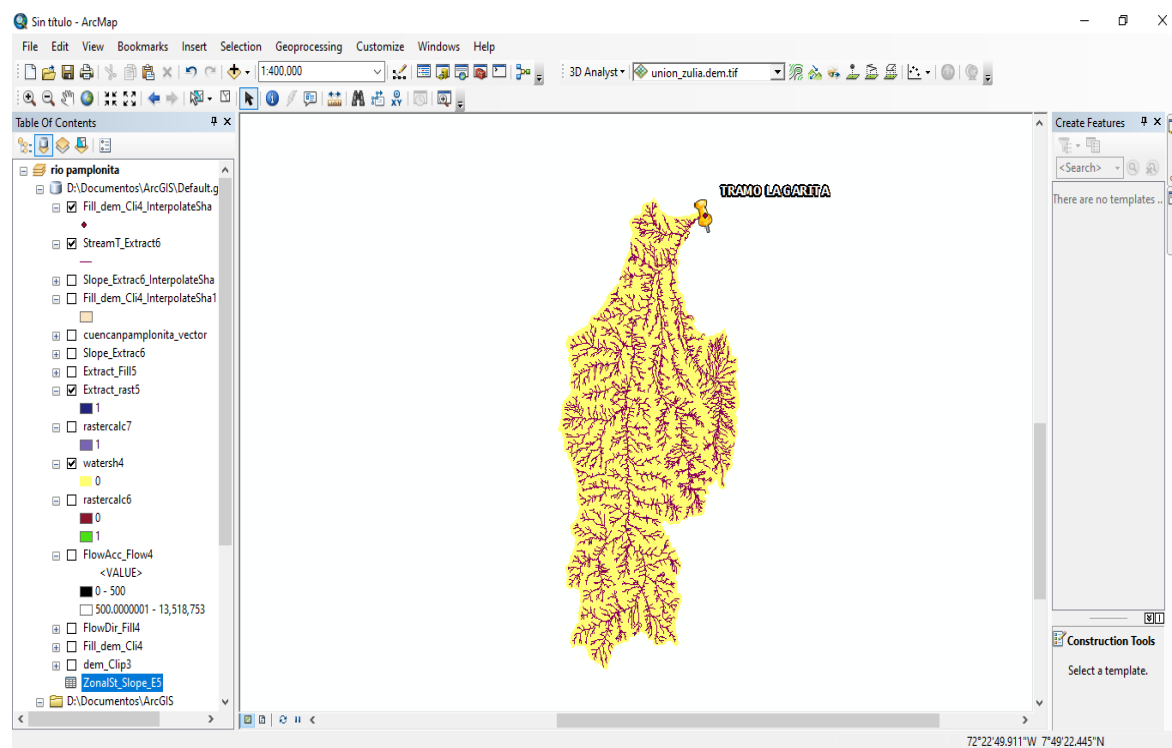 Sin título - ArcMap
File Edit View Bookmarks Insert Selection Geoprocessing Customize Windows Help
1:400,000
3D Analyst
union_zulia.dem.tif
Table Of Contents
rio pamplonita
D:\Documentos\ArcGIS\Default.g
Fill_dem_Cli4_InterpolateSha
StreamT_Extract6
Slope_Extrac6_InterpolateSha
Fill_dem_Cli4_InterpolateSha1
cuencanpamplonita_vector
Slope_Extrac6
Extract_Fill5
Extract_rast5
1
rastercalc7
1
watersh4
0
rastercalc6
0
1
FlowAcc_Flow4
<VALUE>
0 - 500
500.0000001 - 13,518,753
FlowDir_Fill4
Fill_dem_Cli4
dem_Clip3
ZonalSt_Slope_E5
D:\Documentos\ArcGIS
TRAMO LA GARITA
Create Features
<Search>
There are no templates ..
Construction Tools
Select a template.
72°22'49.911"W 7°49'22.445"N